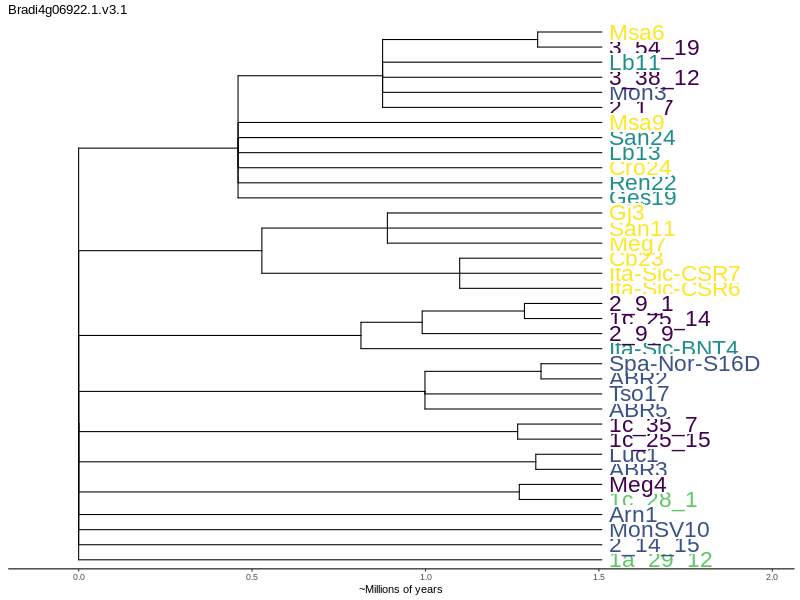 Bradi4g06922.1.v3.1
Msa6
3_54_19
Lb11
3_38_12
Mon3
2_1_7
Msa9
San24
Lb13
Cro24
Ren22
Ges19
Gj3
San11
Meg7
Cb23
Ita-Sic-CSR7
Ita-Sic-CSR6
2_9_1
1c_25_14
2_9_9
Ita-Sic-BNT4
Spa-Nor-S16D
ABR2
Tso17
ABR5
1c_35_7
1c_25_15
Luc1
ABR3
Meg4
1c_28_1
Arn1
MonSV10
2_14_15
1a_29_12
0.0 0.5 1.0 1.5 2.0
~Millions of years